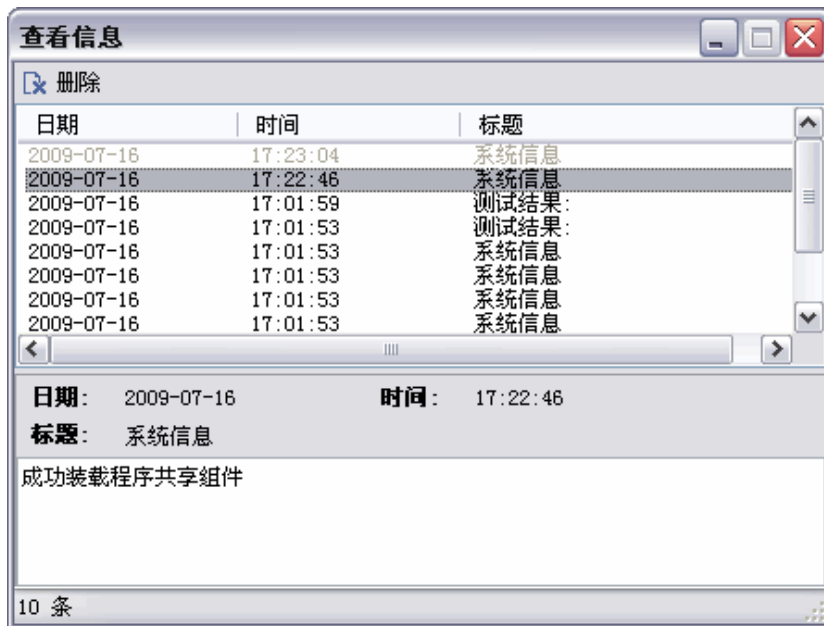 查看信息
删除
日期 时间 标题
2009-07-16 17:23:04 系统信息
2009-07-16 17:22:46 系统信息
2009-07-16 17:01:59 测试结果:
2009-07-16 17:01:53 测试结果:
2009-07-16 17:01:53 系统信息
2009-07-16 17:01:53 系统信息
2009-07-16 17:01:53 系统信息
2009-07-16 17:01:53 系统信息
日期: 2009-07-16 时间: 17:22:46
标题: 系统信息
成功装载程序共享组件
10 条